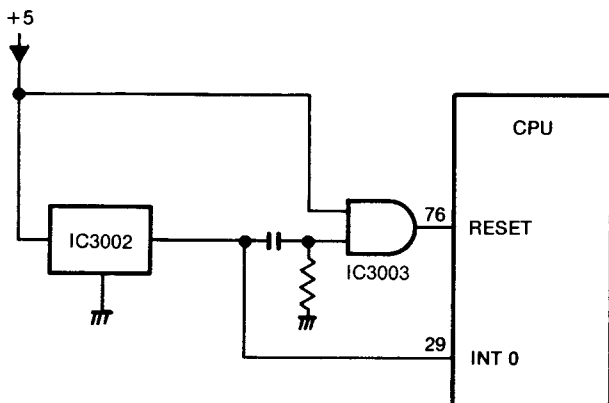 +5
CPU
76
RESET
IC3002
IC3003
29
INT 0